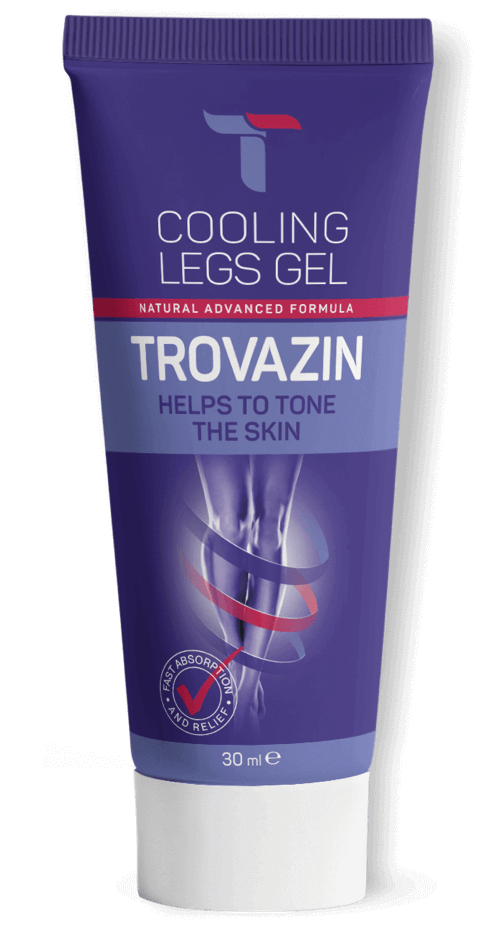 COOLING
LEGS GEL
NATURAL ADVANCED FORMULA
TROVAZIN
HELPS TO TONE
THE SKIN
FAST ABSORPTION
• AND RELIEF •
30 ml ℮